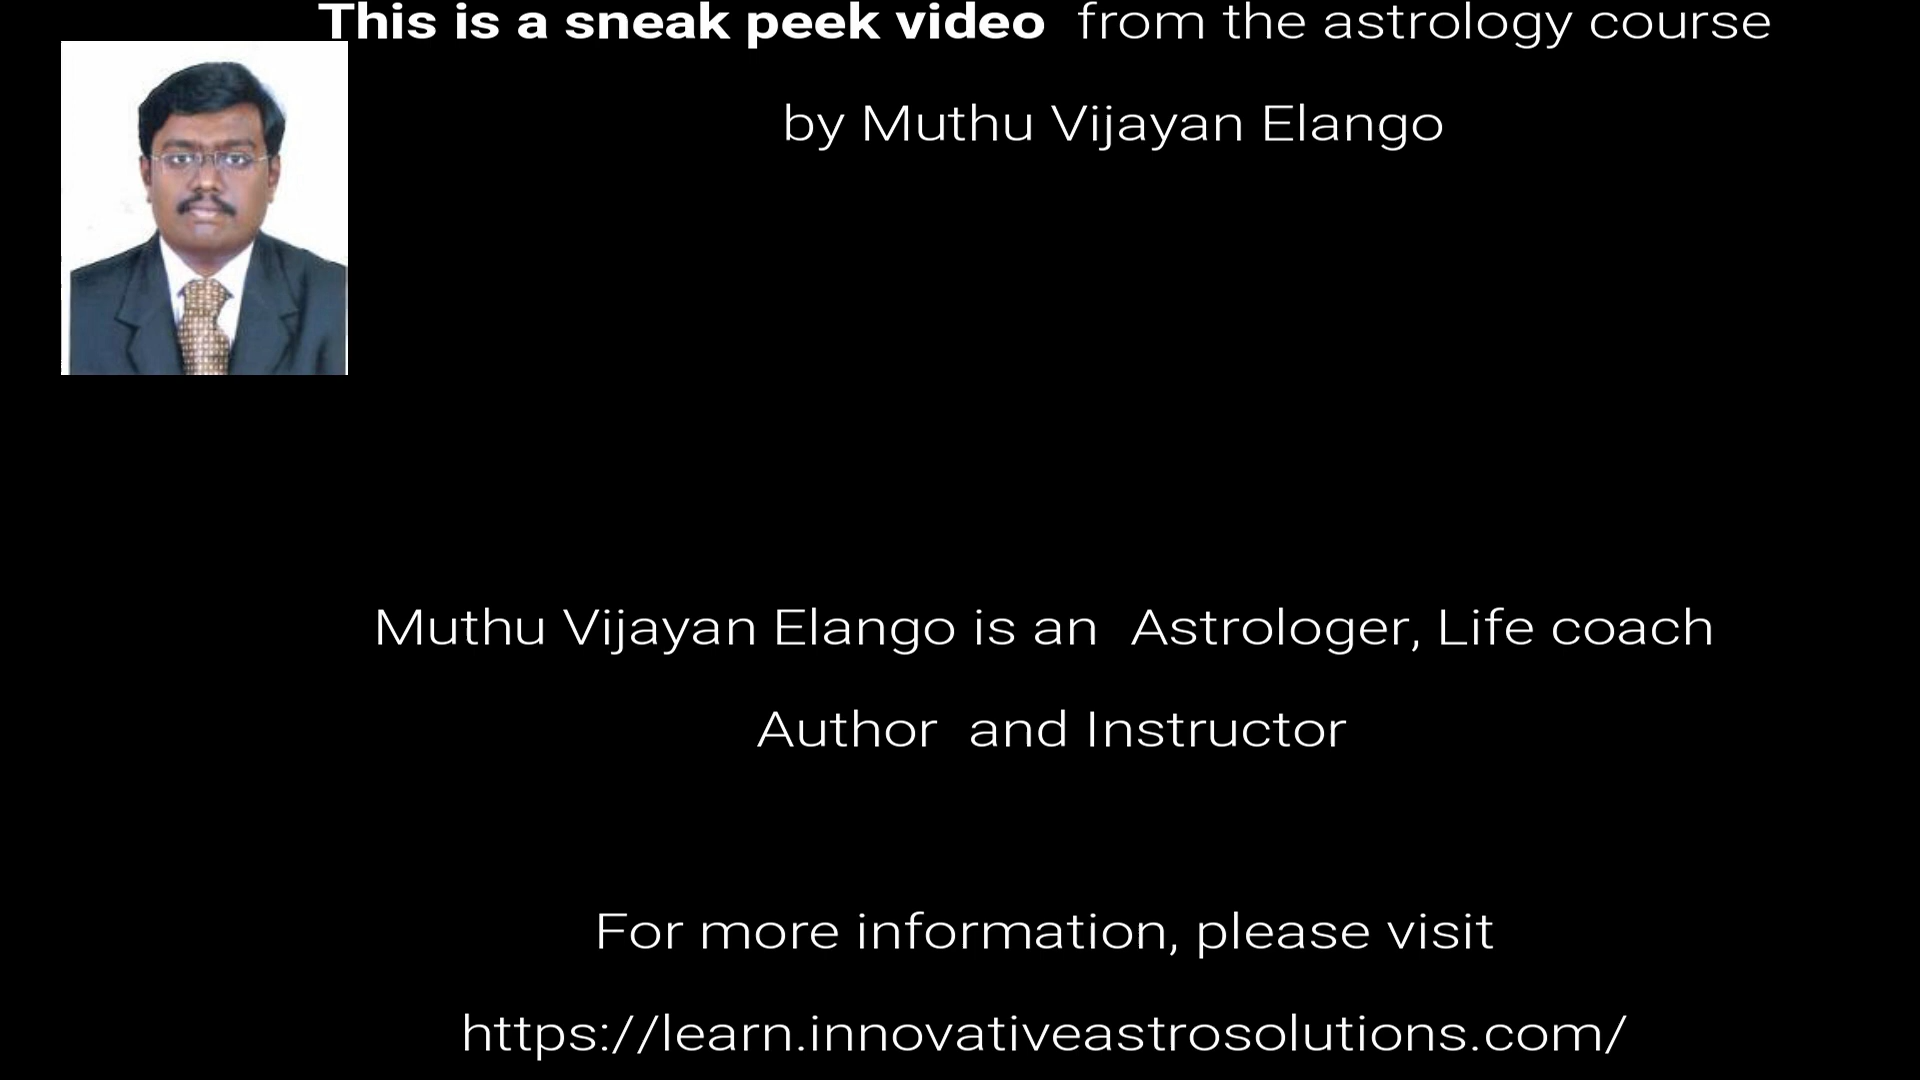 This is a sneak peek video from the astrology course
by Muthu Vijayan Elango
Muthu Vijayan Elango is an Astrologer, Life coach
Author and Instructor
For more information, please visit
https://learn.innovativeastrosolutions.com/